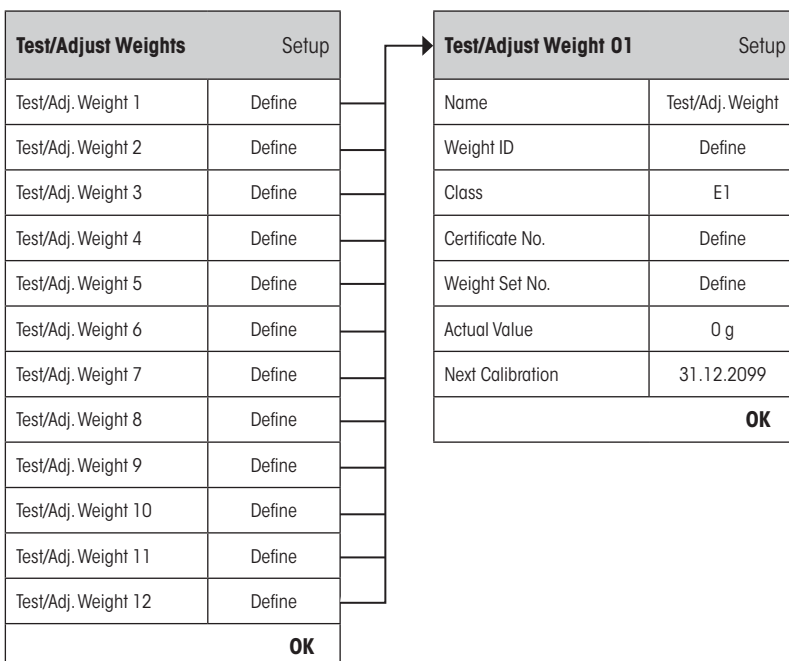 Test/Adjust Weights Setup
Test/Adj. Weight 1 Define
Test/Adj. Weight 2 Define
Test/Adj. Weight 3 Define
Test/Adj. Weight 4 Define
Test/Adj. Weight 5 Define
Test/Adj. Weight 6 Define
Test/Adj. Weight 7 Define
Test/Adj. Weight 8 Define
Test/Adj. Weight 9 Define
Test/Adj. Weight 10 Define
Test/Adj. Weight 11 Define
Test/Adj. Weight 12 Define
OK
Test/Adjust Weight 01 Setup
Name Test/Adj. Weight
Weight ID Define
Class E1
Certificate No. Define
Weight Set No. Define
Actual Value 0 g
Next Calibration 31.12.2099
OK